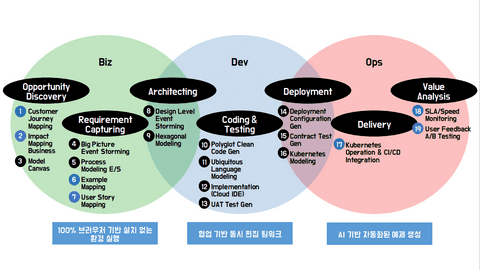 Biz
Dev
Ops
Opportunity
Discovery
1 Customer
Journey
Mapping
2 Impact
Mapping
Business
3 Model
Canvas
Requirement
Capturing
4 Big Picture
Event Storming
5 Process
Modeling E/S
6 Example
Mapping
7 User Story
Mapping
Architecting
8 Design Level
Event
Storming
9 Hexagonal
Modeling
Coding &
Testing
10 Polyglot Clean
Code Gen
11 Ubiquitous
Language
Modeling
12 Implementation
(Cloud IDE)
13 UAT Test Gen
Deployment
14 Deployment
Configuration
Gen
15 Contract Test
Gen
16 Kubernetes
Modeling
Delivery
17 Kubernetes
Operation & CI/CD
Integration
Value
Analysis
18 SLA/Speed
Monitoring
19 User Feedback
A/B Testing
100% 브라우저 기반 설치 없는
환경 실행
협업 기반 동시 편집 팀워크
AI 기반 자동화된 예제 생성